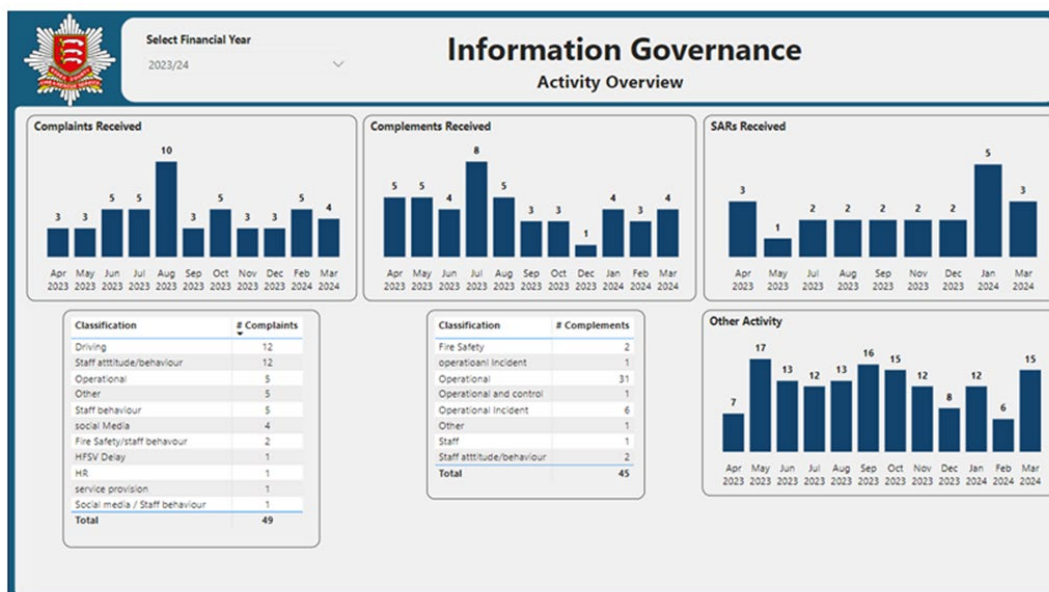 Select Financial Year
2023/24
Information Governance
Activity Overview
Complaints Received
10
5 5 5 5
3 3 3 3 3 4
Apr May Jun Jul Aug Sep Oct Nov Dec Feb Mar
2023 2023 2023 2023 2023 2023 2023 2023 2023 2024 2024
Complements Received
8
5 5 4 5 4 4
3 3 3
1
Apr May Jun Jul Aug Sep Oct Dec Jan Feb Mar
2023 2023 2023 2023 2023 2023 2023 2023 2024 2024 2024
SARs Received
5
3 3
2 2 2 2 2
1
Apr May Jul Aug Sep Nov Dec Jan Mar
2023 2023 2023 2023 2023 2023 2023 2024 2024
Classification # Complaints
Driving 12
Staff atttitude/behaviour 12
Operational 5
Other 5
Staff behaviour 5
social Media 4
Fire Safety/staff behavour 2
HFSV Delay 1
HR 1
service provision 1
Social media / Staff behaviour 1
Total 49
Classification # Complements
Fire Safety 2
operatioanl Incident 1
Operational 31
Operational and control 1
Operational Incident 6
Other 1
Staff 1
Staff atttitude/behaviour 2
Total 45
Other Activity
7 17 13 12 13 16 15 12 8 12 6 15
Apr May Jun Jul Aug Sep Oct Nov Dec Jan Feb Mar
2023 2023 2023 2023 2023 2023 2023 2023 2023 2024 2024 2024